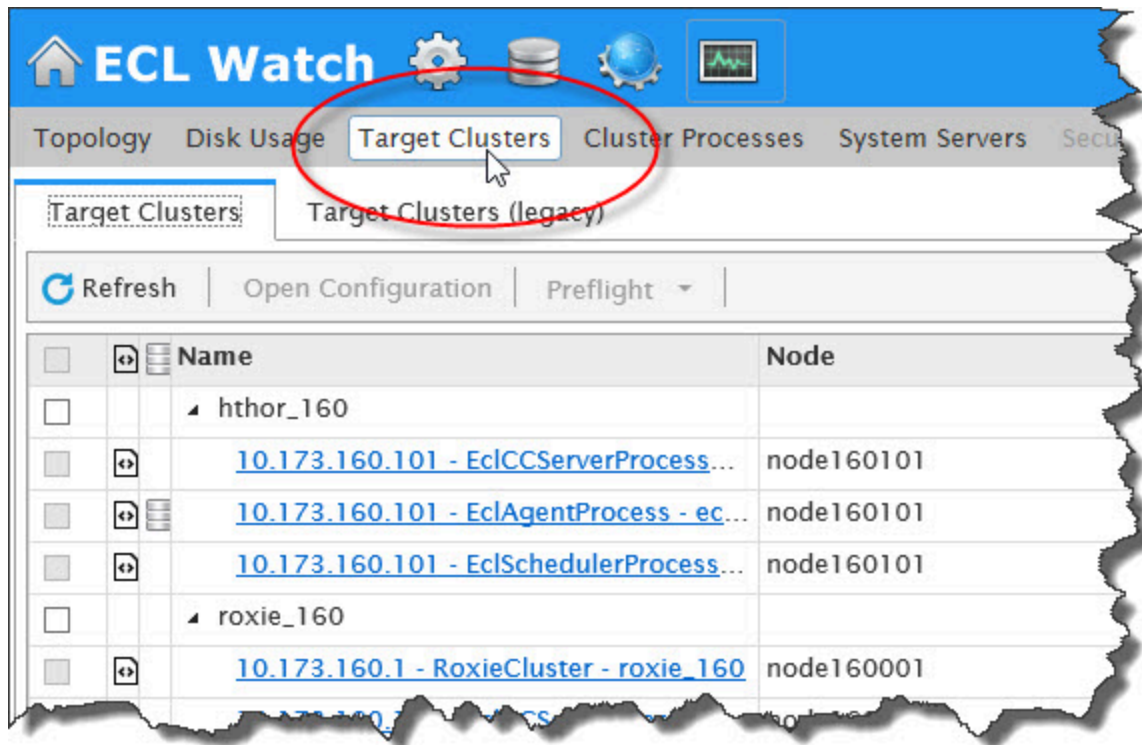 ECL Watch
Topology Disk Usage Target Clusters Cluster Processes System Servers
Target Clusters Target Clusters (legacy)
Refresh Open Configuration Preflight
Name Node
hthor_160
10.173.160.101 - EclCCServerProcess... node160101
10.173.160.101 - EclAgentProcess - ec... node160101
10.173.160.101 - EclSchedulerProcess... node160101
roxie_160
10.173.160.1 - RoxieCluster - roxie_160 node160001